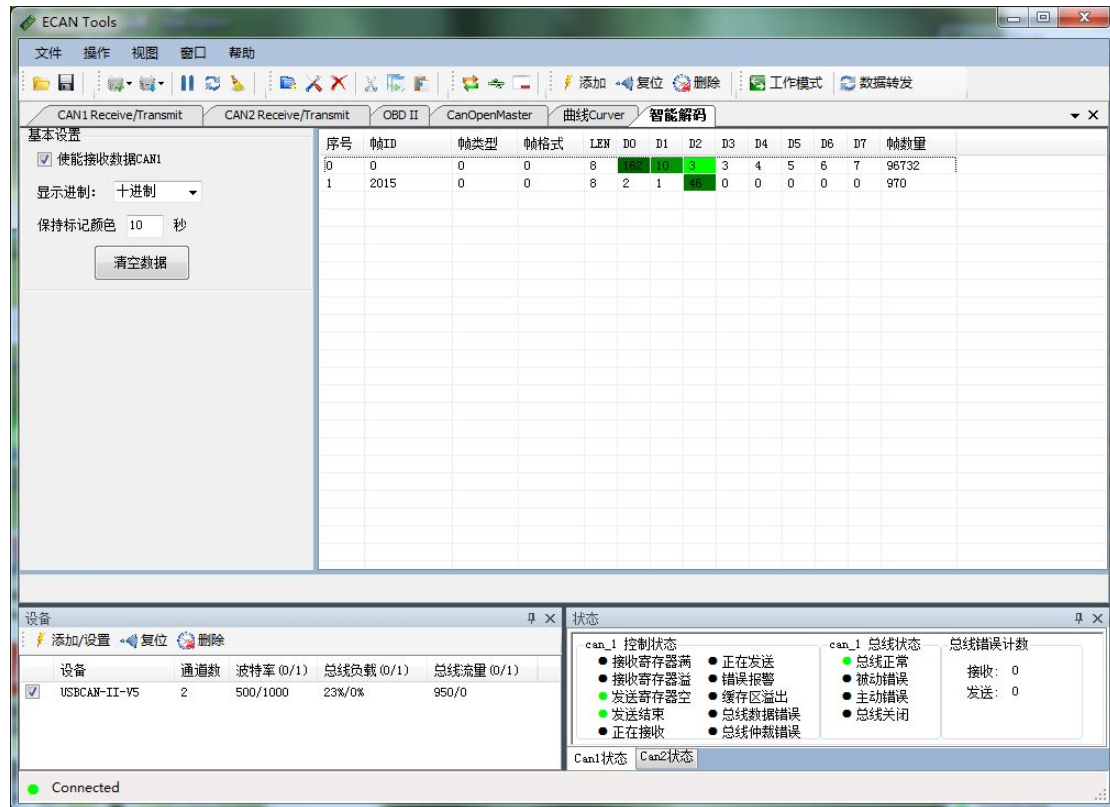 ECAN Tools
文件 操作 视图 窗口 帮助
添加 复位 删除 工作模式 数据转发
CAN1 Receive/Transmit CAN2 Receive/Transmit OBD II CanOpenMaster 曲线Curver 智能解码
基本设置
使能接收数据CAN1
显示进制： 十进制
保持标记颜色 10 秒
清空数据
序号 帧ID 帧类型 帧格式 LEN D0 D1 D2 D3 D4 D5 D6 D7 帧数量
0 0 0 0 8 162 10 3 3 4 5 6 7 96732
1 2015 0 0 8 2 1 46 0 0 0 0 0 970
设备
添加/设置 复位 删除
设备 通道数 波特率(0/1) 总线负载(0/1) 总线流量(0/1)
USBCAN-II-V5 2 500/1000 23%/0% 950/0
状态
can_1 控制状态 can_1 总线状态 总线错误计数
接收寄存器满 正在发送 总线正常 接收: 0
接收寄存器溢 错误报警 被动错误
发送寄存器空 缓存区溢出 主动错误 发送: 0
发送结束 总线数据错误 总线关闭
正在接收 总线仲裁错误
Can1状态 Can2状态
Connected